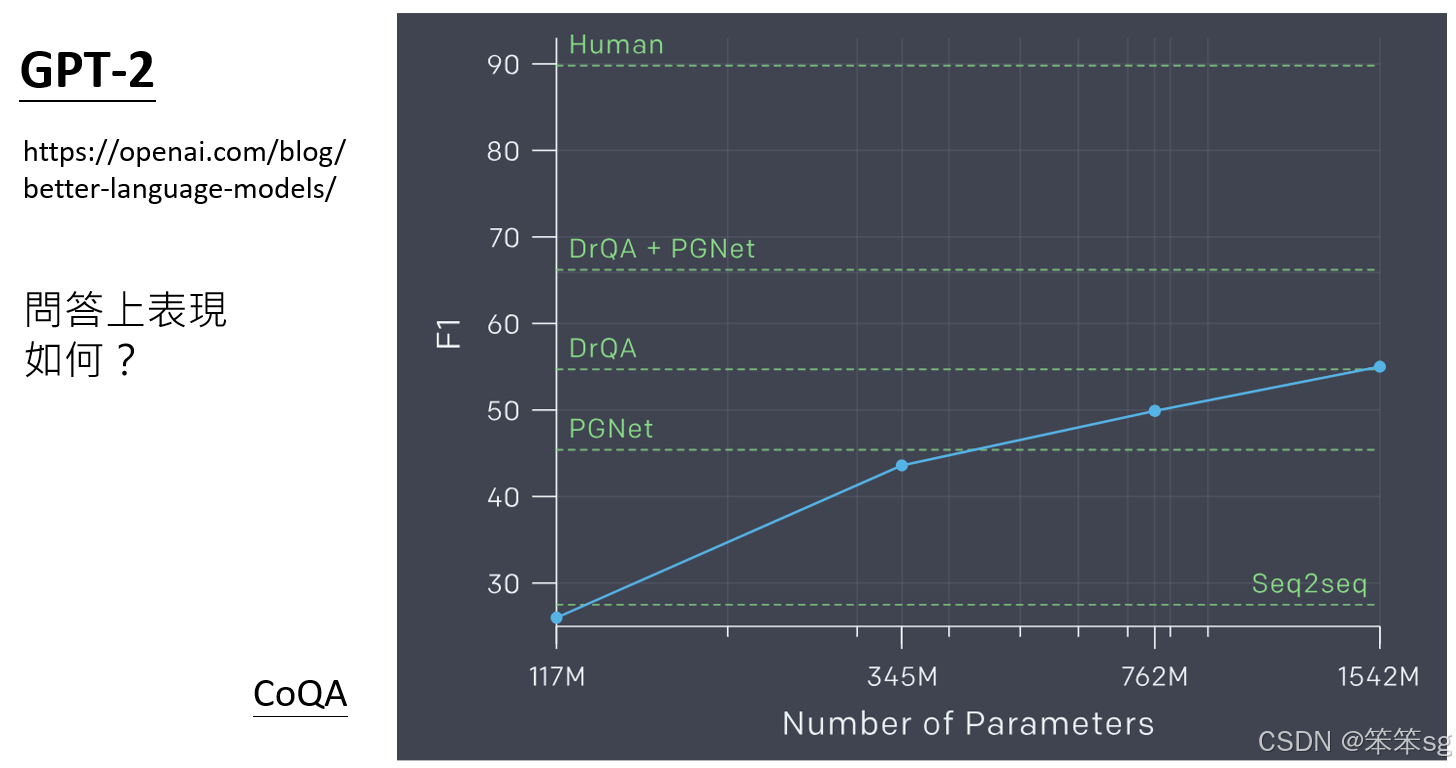 GPT-2
https://openai.com/blog/
better-language-models/
問答上表現
如何？
CoQA
Human
90
80
DrQA + PGNet
70
F1
60
DrQA
50
PGNet
40
30
Seq2seq
117M 345M 762M 1542M
Number of Parameters
CSDN @笨笨sg